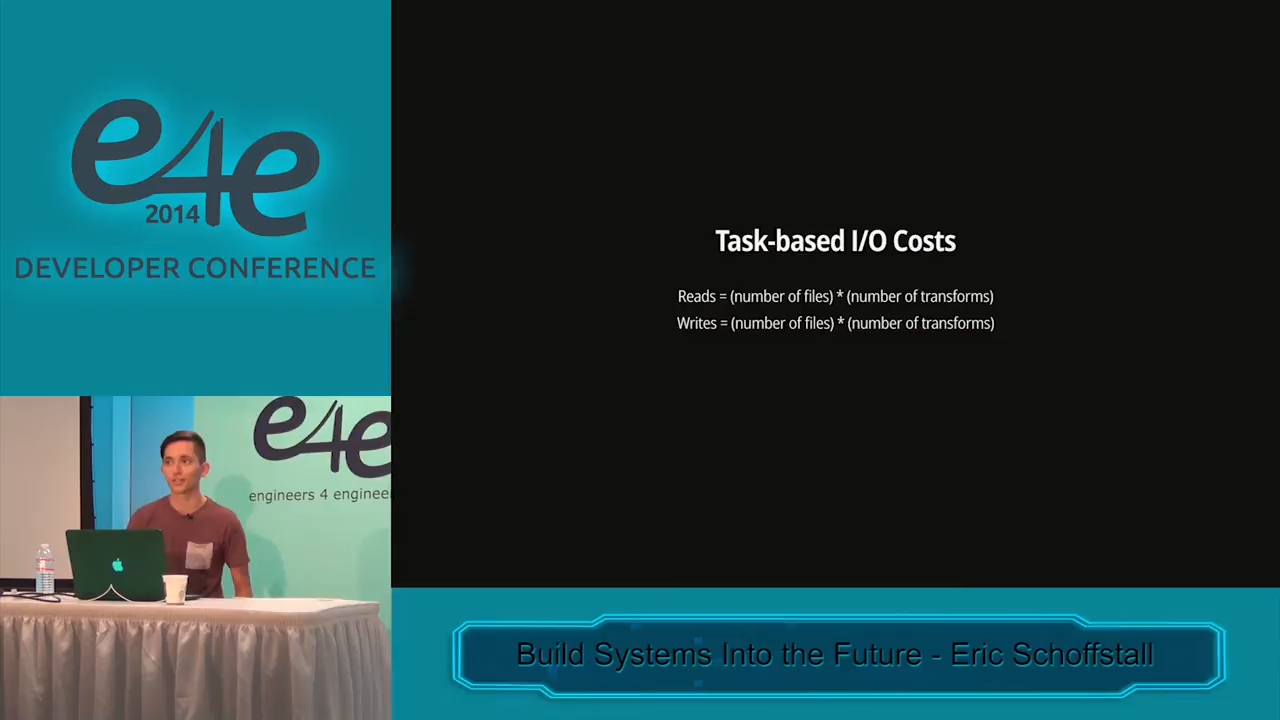 e4e
2014
DEVELOPER CONFERENCE
Task-based I/O Costs
Reads = (number of files) * (number of transforms)
Writes = (number of files) * (number of transforms)
e4e
engineers 4 enginee
Build Systems Into the Future - Eric Schoffstall